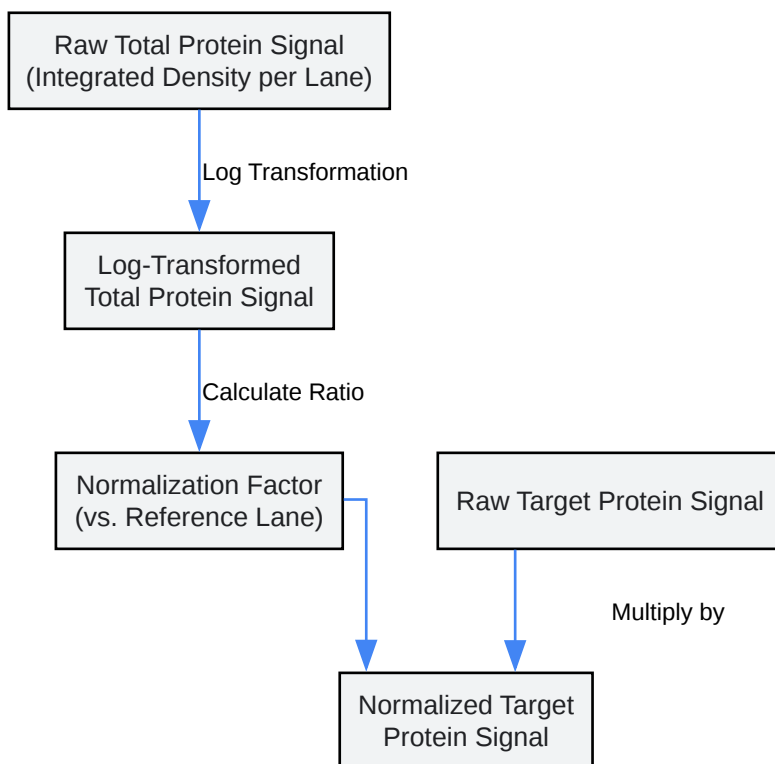 Raw Total Protein Signal
(Integrated Density per Lane)
Log Transformation
Log-Transformed
Total Protein Signal
Calculate Ratio
Normalization Factor
(vs. Reference Lane)
Raw Target Protein Signal
Multiply by
Normalized Target
Protein Signal